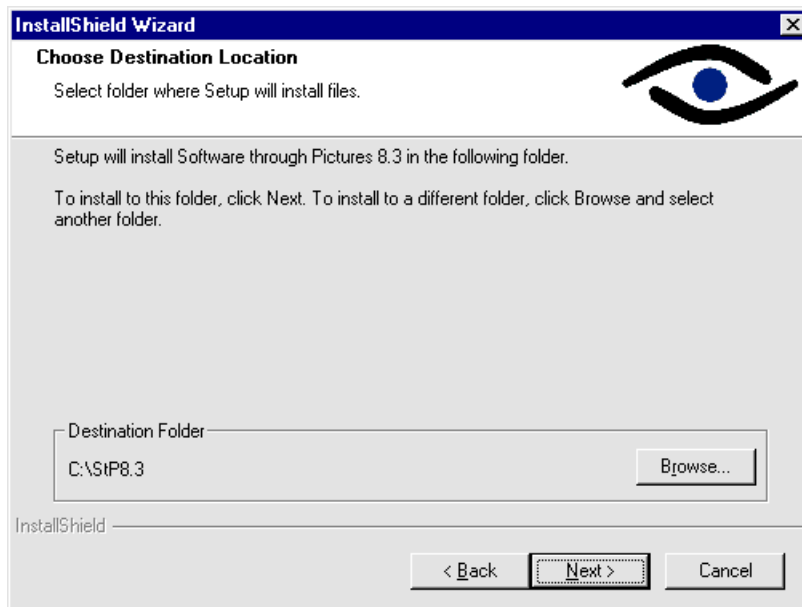 InstallShield Wizard
Choose Destination Location
Select folder where Setup will install files.
Setup will install Software through Pictures 8.3 in the following folder.
To install to this folder, click Next. To install to a different folder, click Browse and select
another folder.
Destination Folder
C:\StP8.3
Browse...
InstallShield
< Back
Next >
Cancel